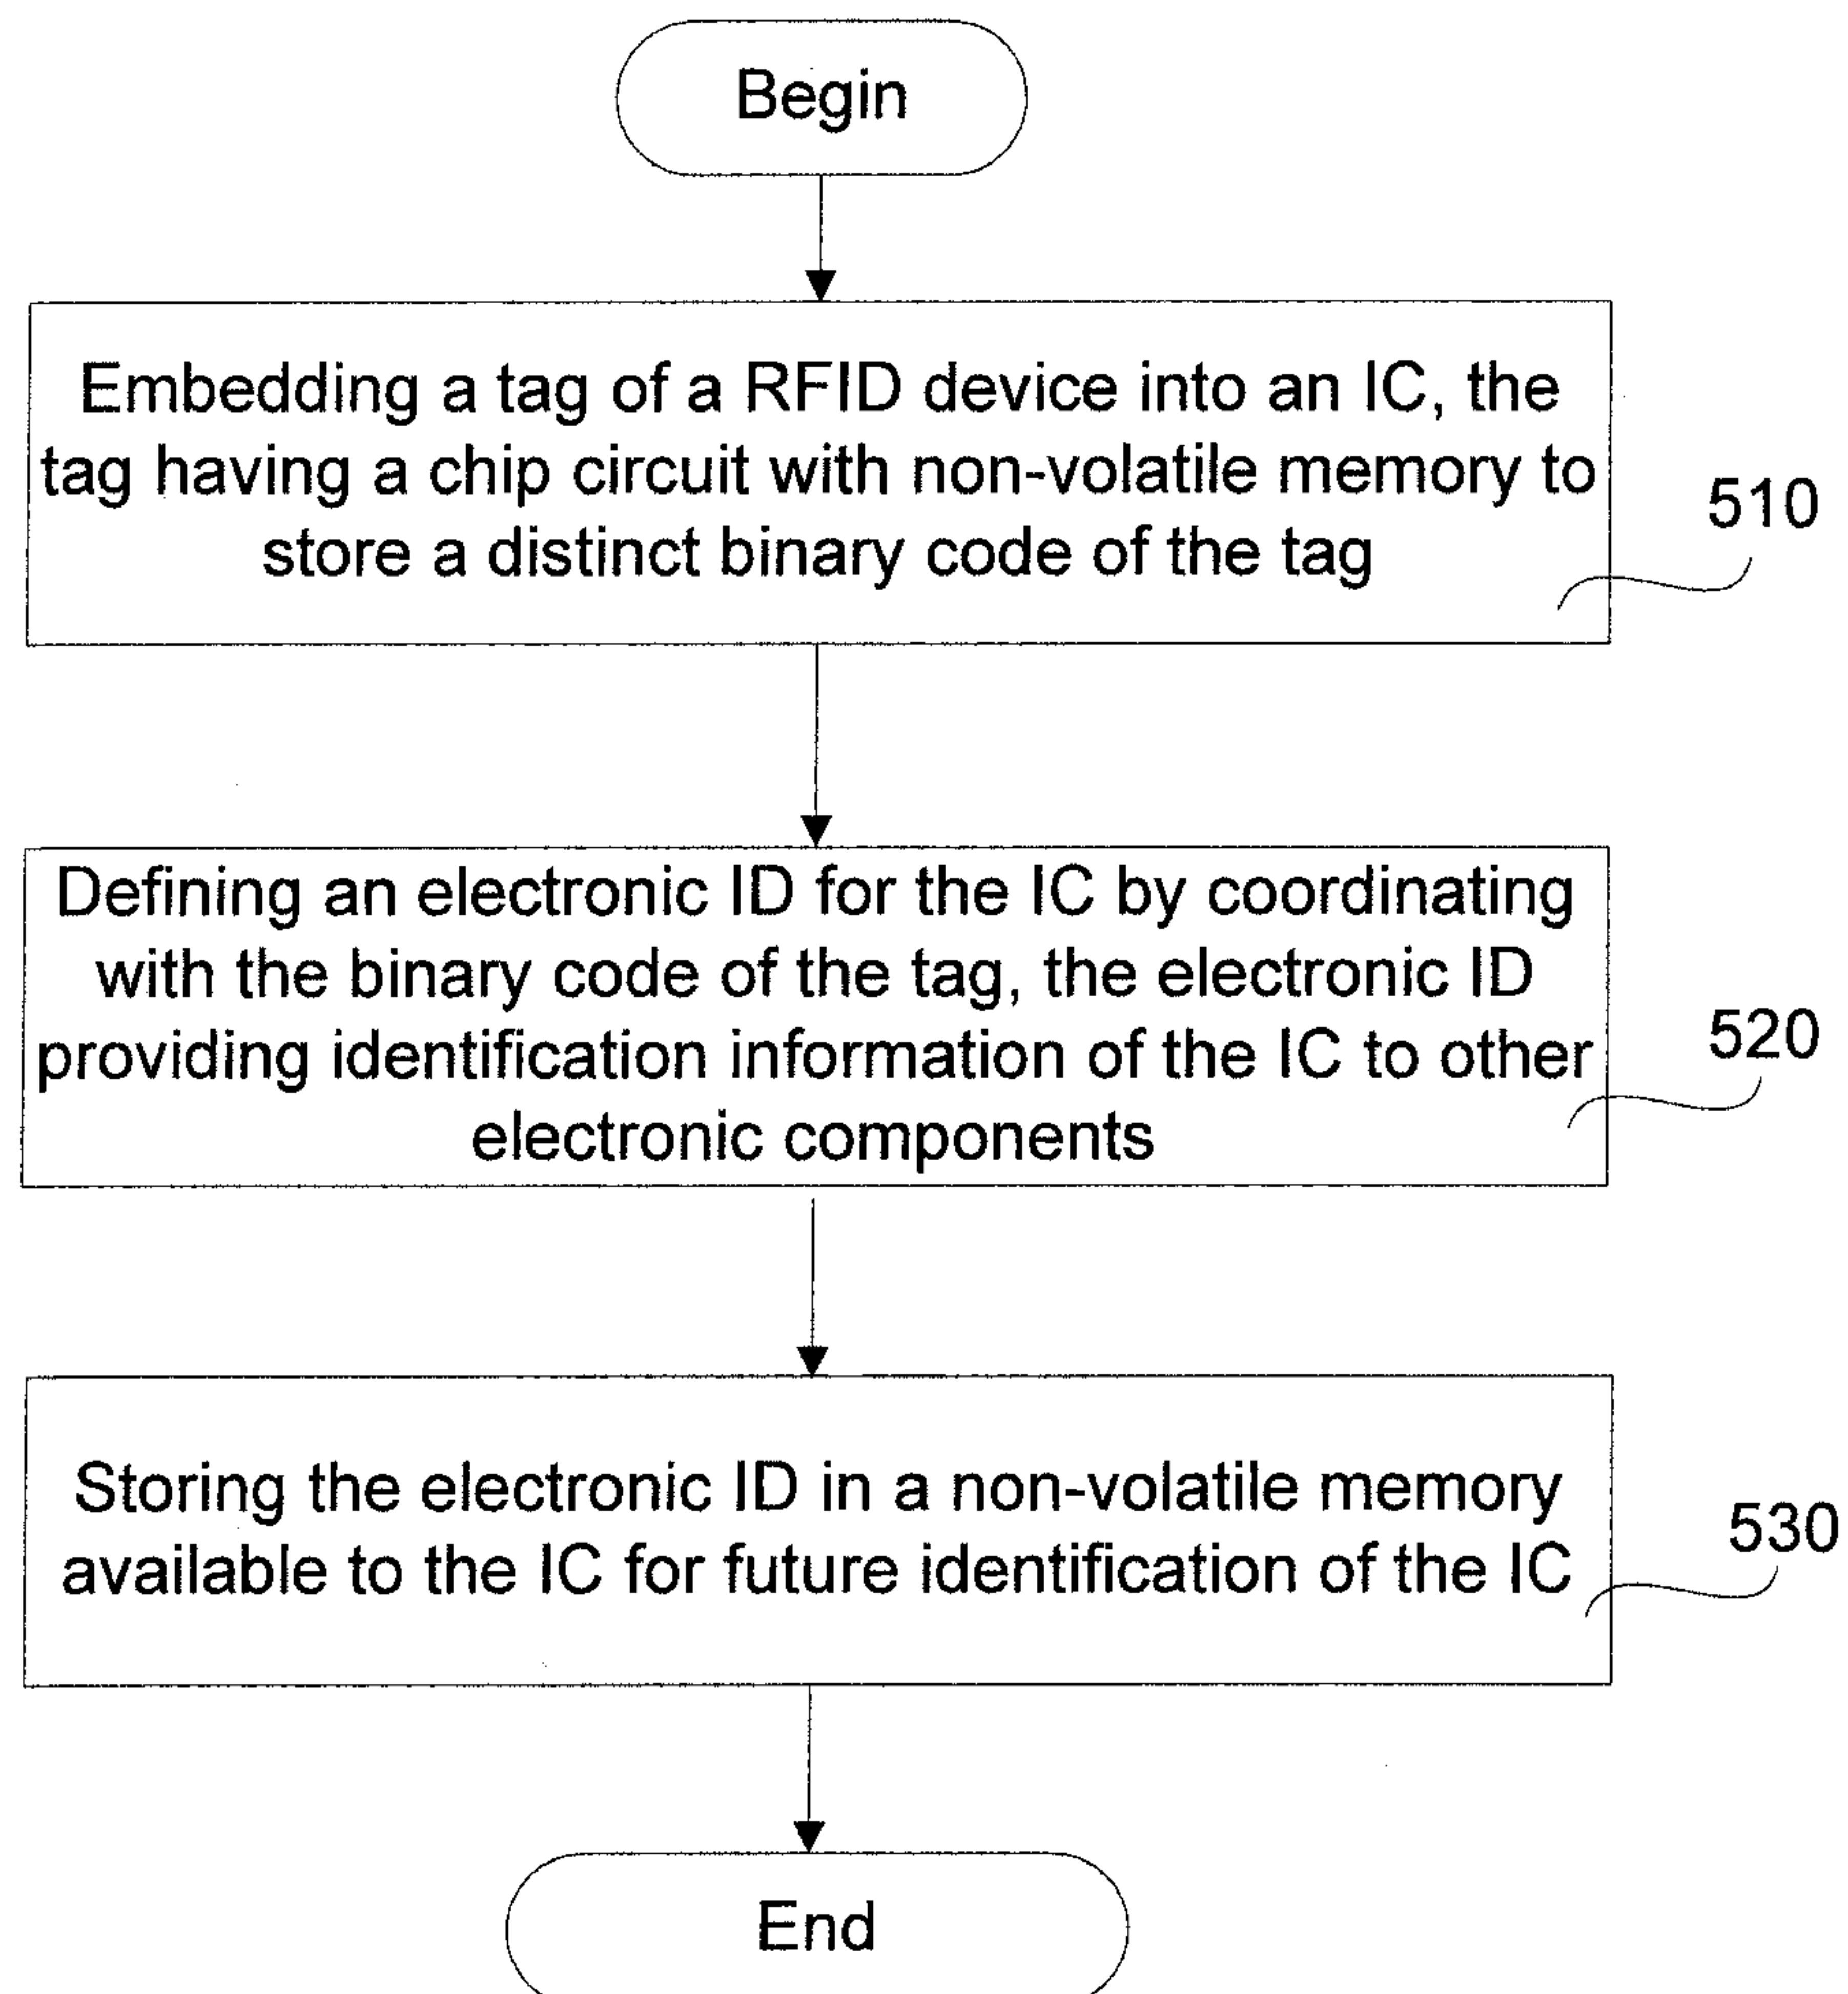 Begin
Embedding a tag of a RFID device into an IC, the
tag having a chip circuit with non-volatile memory to
store a distinct binary code of the tag
510
Defining an electronic ID for the IC by coordinating
with the binary code of the tag, the electronic ID
providing identification information of the IC to other
electronic components
520
Storing the electronic ID in a non-volatile memory
available to the IC for future identification of the IC
530
End